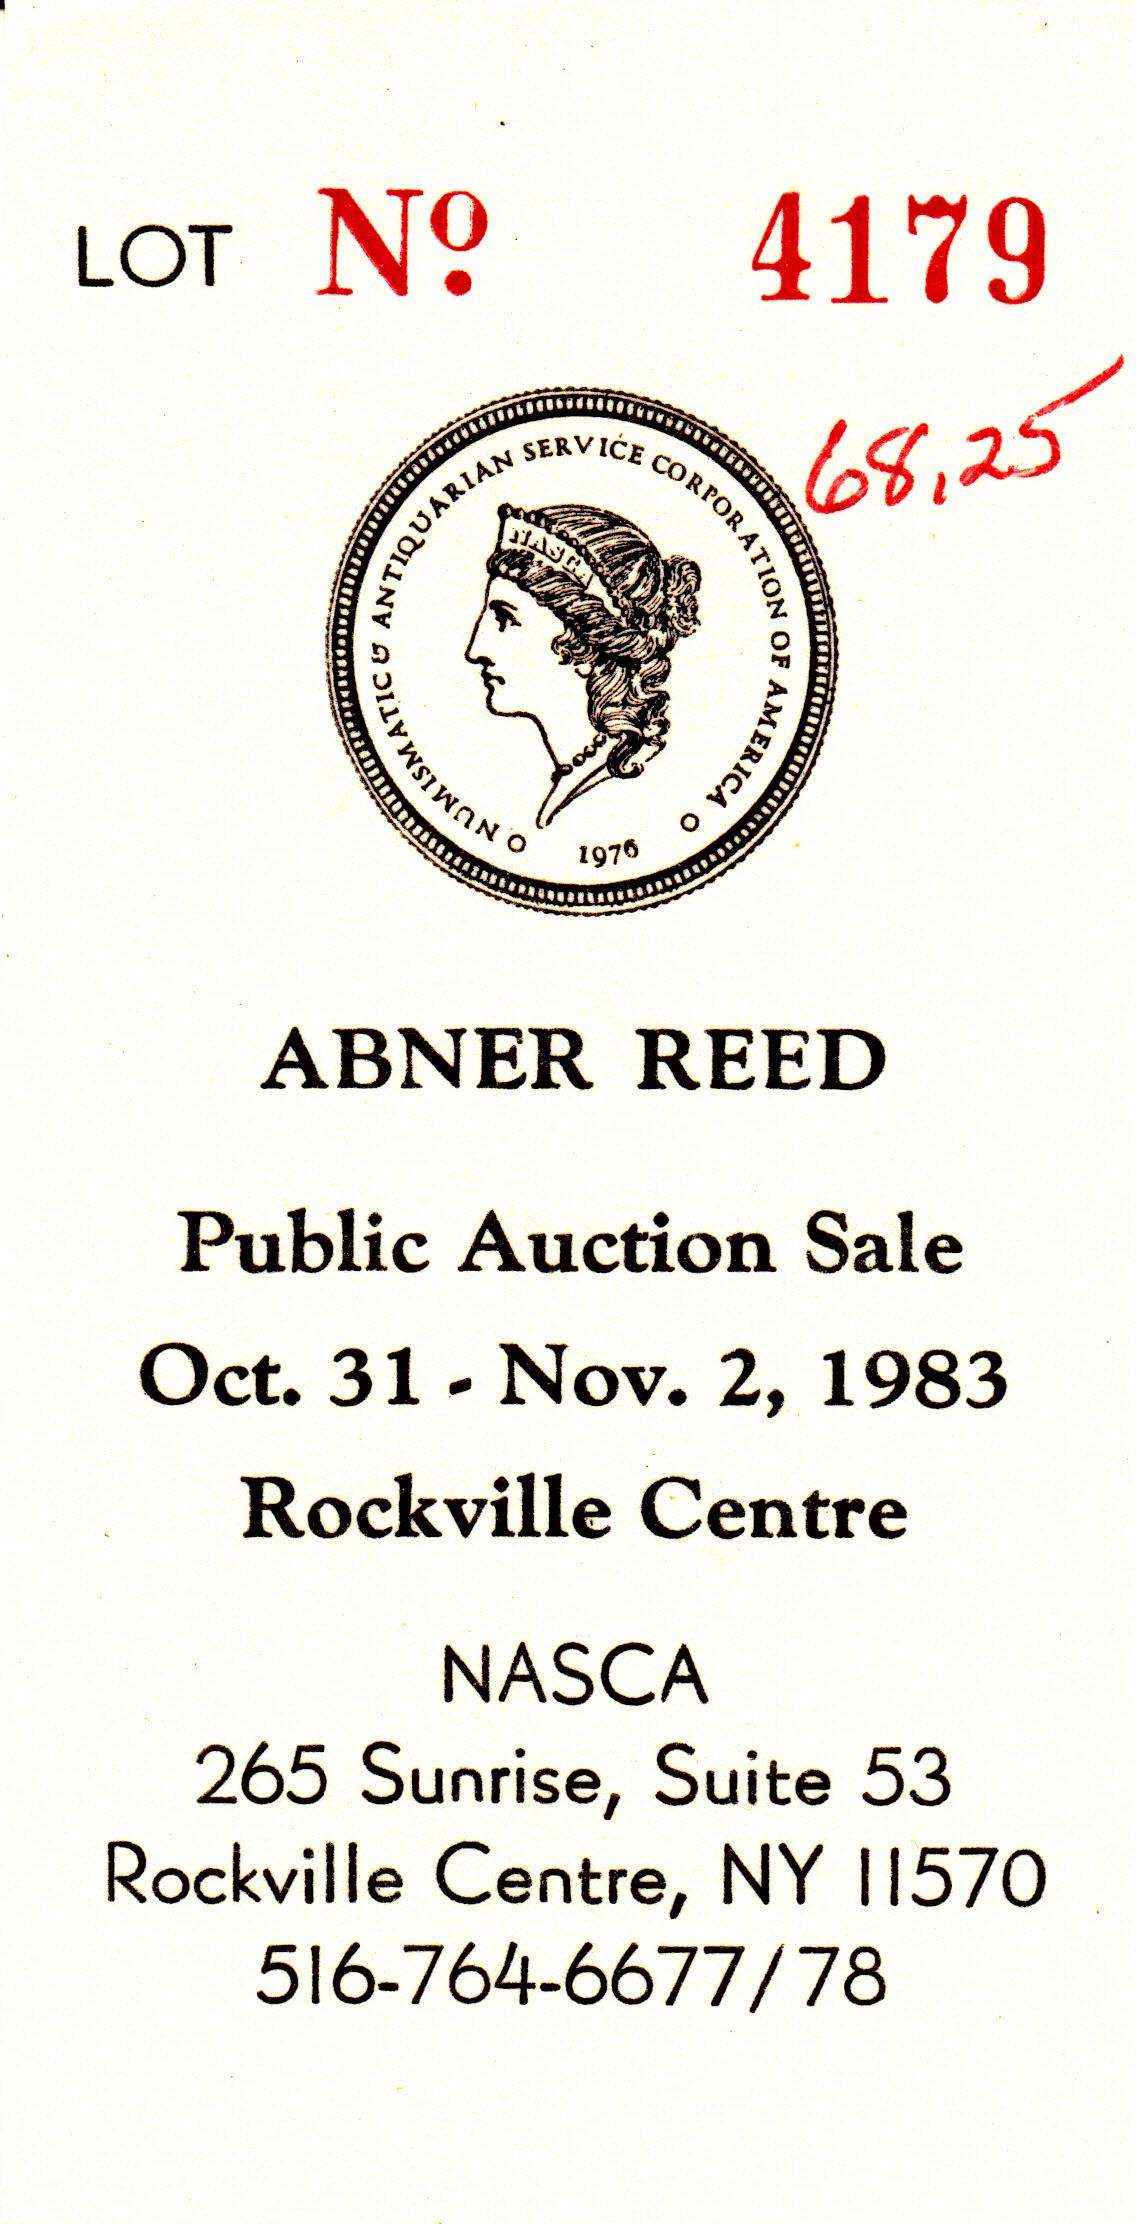 LOT Nº 4179
68,25
NUMISMATIC & ANTIQUARIAN SERVICE CORPORATION OF AMERICA
NASCA
1976
ABNER REED
Public Auction Sale
Oct. 31 - Nov. 2, 1983
Rockville Centre
NASCA
265 Sunrise, Suite 53
Rockville Centre, NY 11570
516-764-6677/78